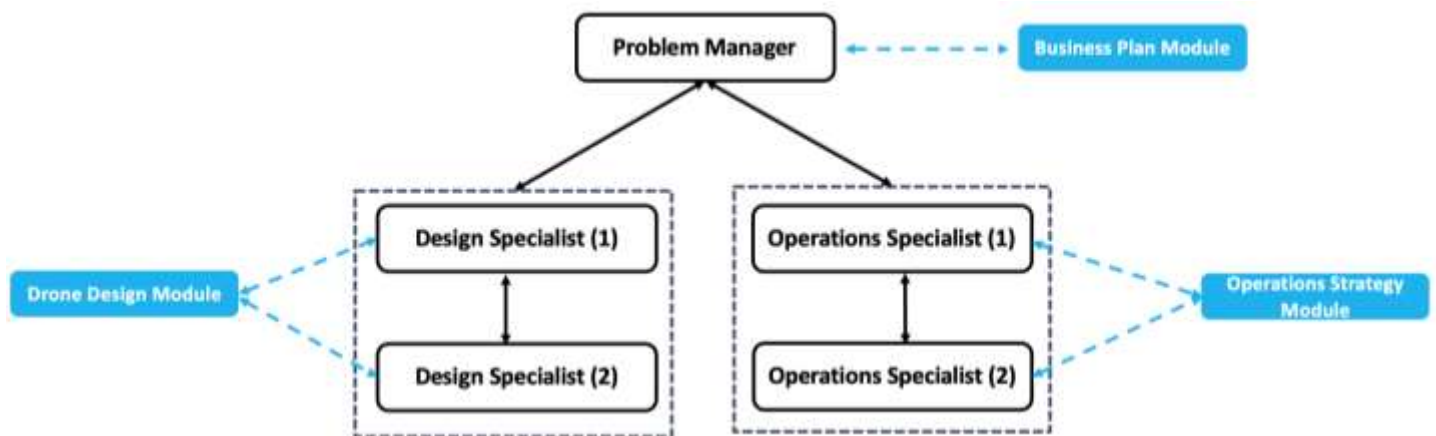 Problem Manager
Business Plan Module
Design Specialist (1)
Operations Specialist (1)
Drone Design Module
Operations Strategy
Module
Design Specialist (2)
Operations Specialist (2)